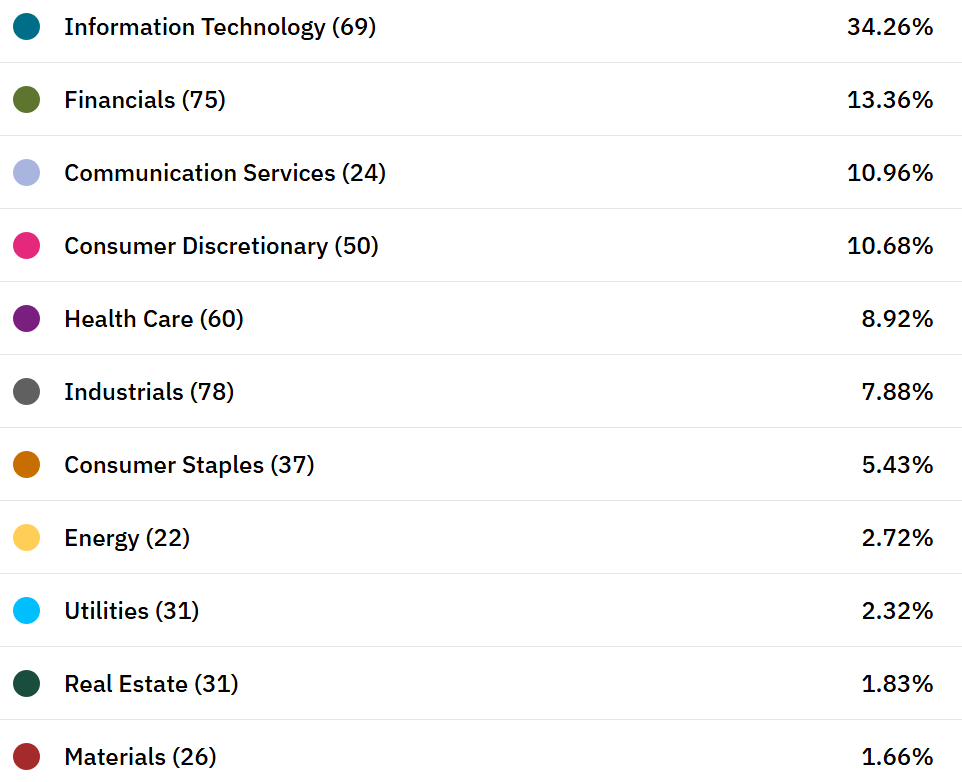 Information Technology (69) 34.26%
Financials (75) 13.36%
Communication Services (24) 10.96%
Consumer Discretionary (50) 10.68%
Health Care (60) 8.92%
Industrials (78) 7.88%
Consumer Staples (37) 5.43%
Energy (22) 2.72%
Utilities (31) 2.32%
Real Estate (31) 1.83%
Materials (26) 1.66%